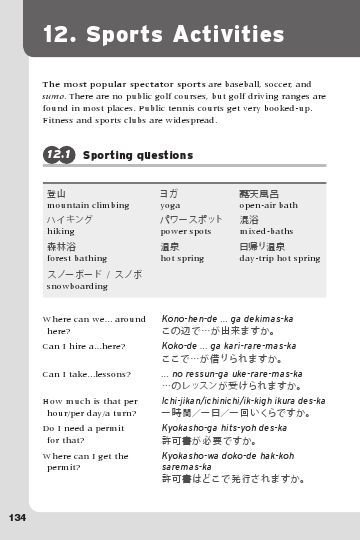 12. Sports Activities
The most popular spectator sports are baseball, soccer, and
sumo. There are no public golf courses, but golf driving ranges are
found in most places. Public tennis courts get very booked-up.
Fitness and sports clubs are widespread.
12.1 Sporting questions
登山 ヨガ 露天風呂
mountain climbing yoga open-air bath
ハイキング パワースポット 混浴
hiking power spots mixed-baths
森林浴 温泉 日帰り温泉
forest bathing hot spring day-trip hot spring
スノーボード / スノボ
snowboarding
Where can we... around Kono-hen-de ... ga dekimas-ka
here? この辺で…が出来ますか。
Can I hire a...here? Koko-de ... ga kari-rare-mas-ka
ここで…が借りられますか。
Can I take...lessons? ... no ressun-ga uke-rare-mas-ka
…のレッスンが受けられますか。
How much is that per Ichi-jikan/ichinichi/ik-kigh ikura des-ka
hour/per day/a turn? 一時間／一日／一回いくらですか。
Do I need a permit Kyokasho-ga hits-yoh des-ka
for that? 許可書が必要ですか。
Where can I get the Kyokasho-wa doko-de hak-koh
permit? saremas-ka
許可書はどこで発行されますか。
134